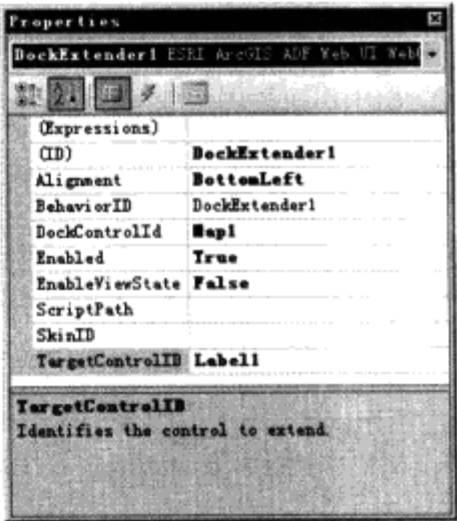 Properties
DockExtender1 ESRI ArcGIS ADF Web UI Web
(Expressions)
(ID) DockExtender1
Alignment BottomLeft
BehaviorID DockExtender1
DockControlId Map1
Enabled True
EnableViewState False
ScriptPath
SkinID
TargetControlID Label1
TargetControlID
Identifies the control to extend.